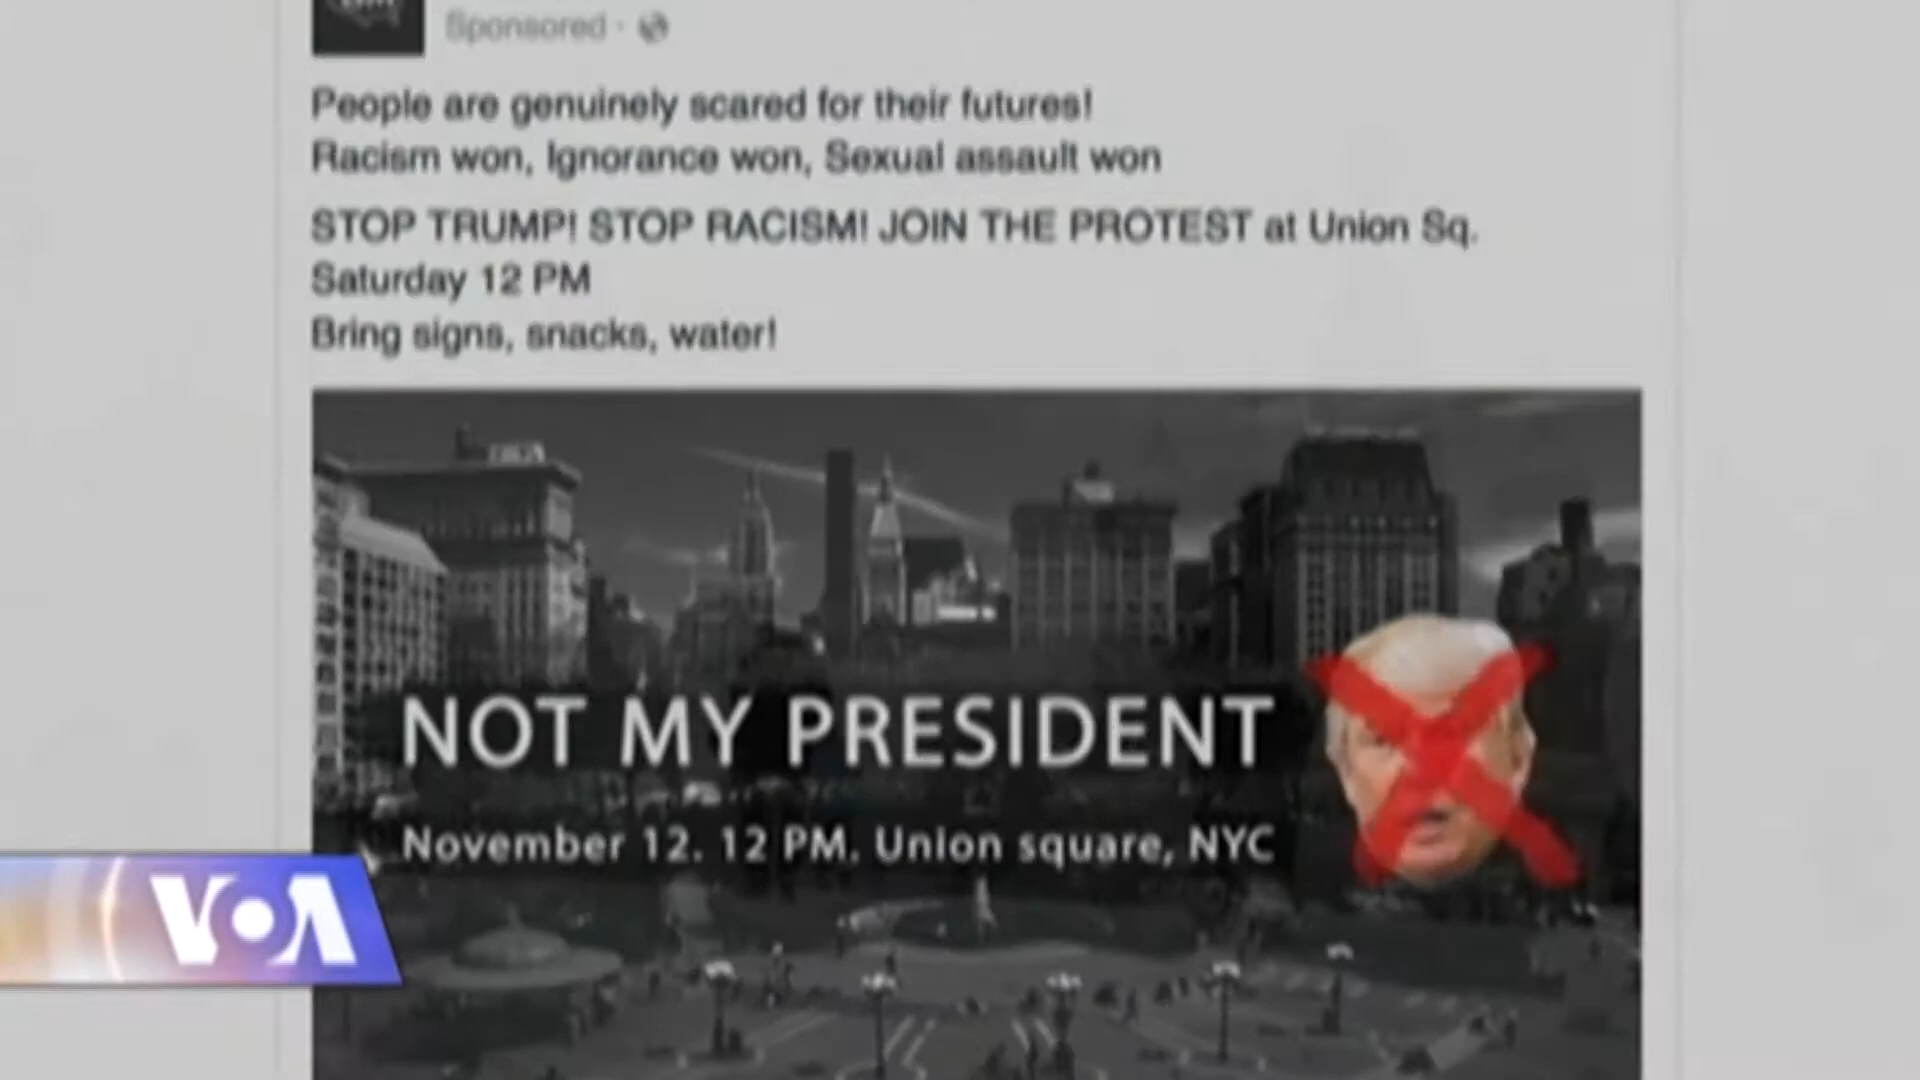 Sponsored ·
People are genuinely scared for their futures!
Racism won, Ignorance won, Sexual assault won
STOP TRUMP! STOP RACISM! JOIN THE PROTEST at Union Sq.
Saturday 12 PM
Bring signs, snacks, water!
NOT MY PRESIDENT
November 12. 12 PM. Union square, NYC
VOA